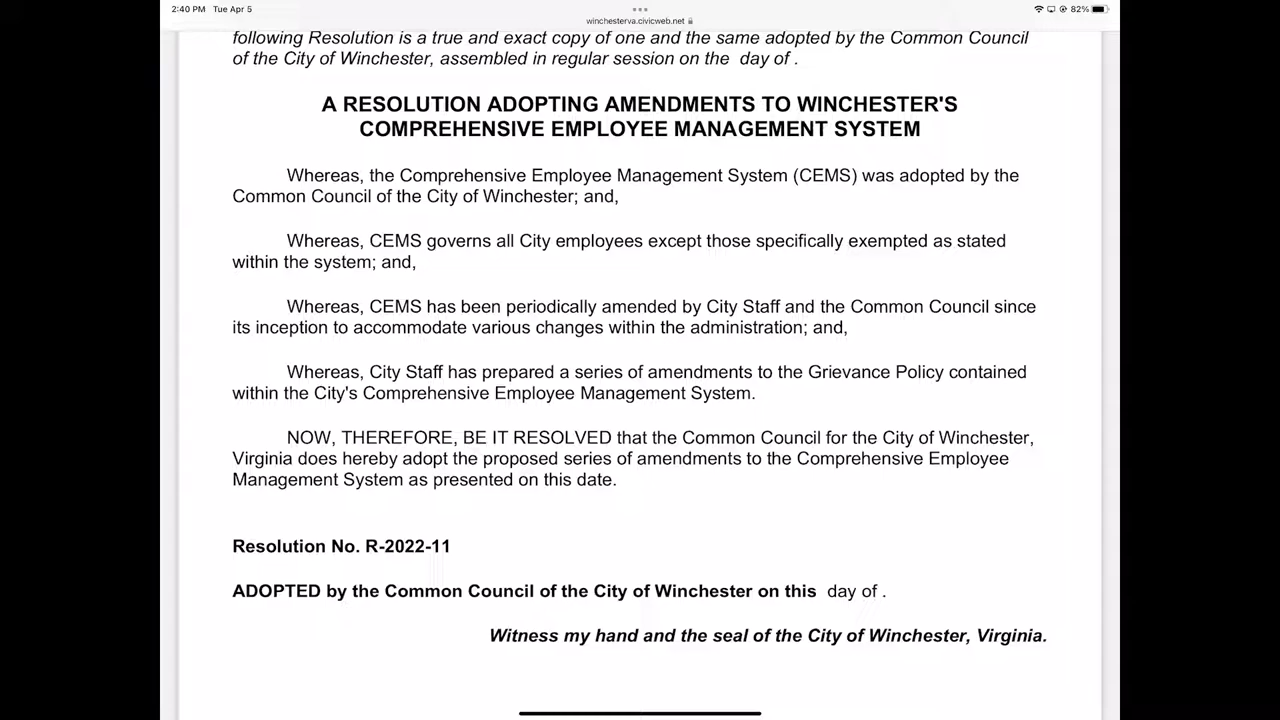 2:40 PM Tue Apr 5
82%
winchesterva.civicweb.net
following Resolution is a true and exact copy of one and the same adopted by the Common Council
of the City of Winchester, assembled in regular session on the day of .
A RESOLUTION ADOPTING AMENDMENTS TO WINCHESTER'S
COMPREHENSIVE EMPLOYEE MANAGEMENT SYSTEM
Whereas, the Comprehensive Employee Management System (CEMS) was adopted by the
Common Council of the City of Winchester; and,
Whereas, CEMS governs all City employees except those specifically exempted as stated
within the system; and,
Whereas, CEMS has been periodically amended by City Staff and the Common Council since
its inception to accommodate various changes within the administration; and,
Whereas, City Staff has prepared a series of amendments to the Grievance Policy contained
within the City's Comprehensive Employee Management System.
NOW, THEREFORE, BE IT RESOLVED that the Common Council for the City of Winchester,
Virginia does hereby adopt the proposed series of amendments to the Comprehensive Employee
Management System as presented on this date.
Resolution No. R-2022-11
ADOPTED by the Common Council of the City of Winchester on this day of .
Witness my hand and the seal of the City of Winchester, Virginia.